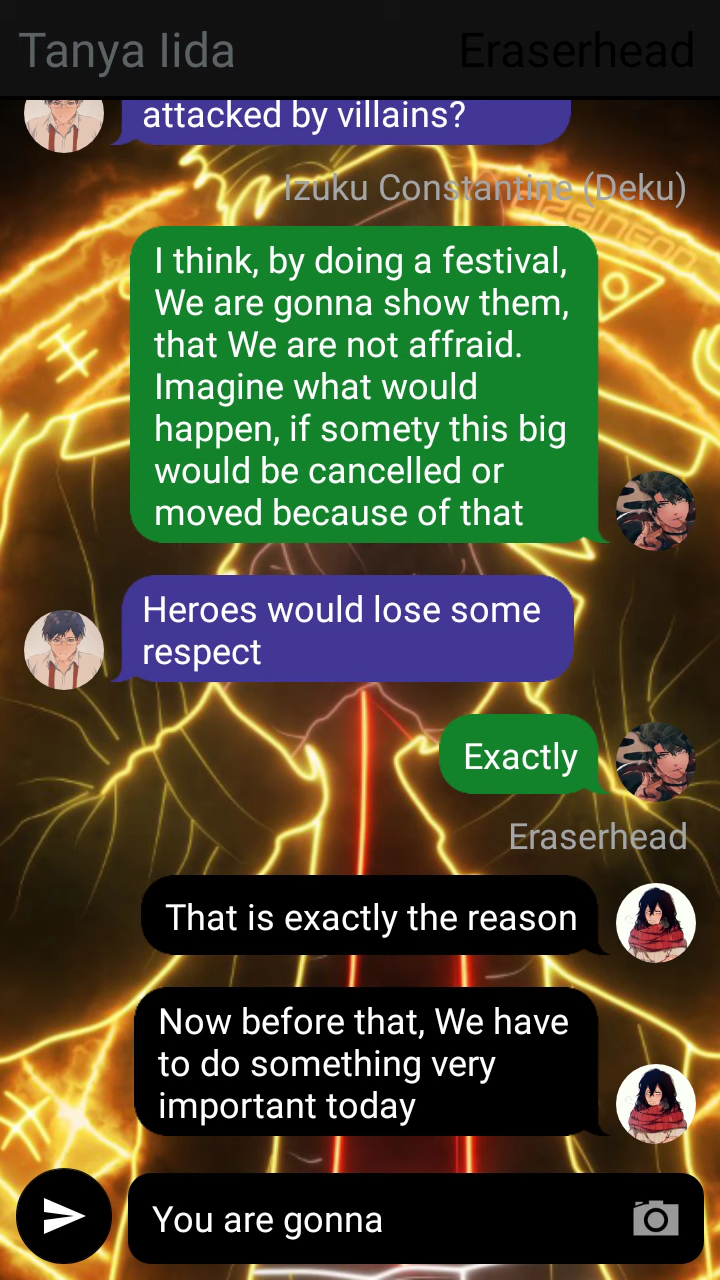 Tanya Iida Eraserhead
attacked by villains?
Izuku Constantine (Deku)
I think, by doing a festival,
We are gonna show them,
that We are not affraid.
Imagine what would
happen, if somety this big
would be cancelled or
moved because of that
Heroes would lose some
respect
Exactly
Eraserhead
That is exactly the reason
Now before that, We have
to do something very
important today
You are gonna